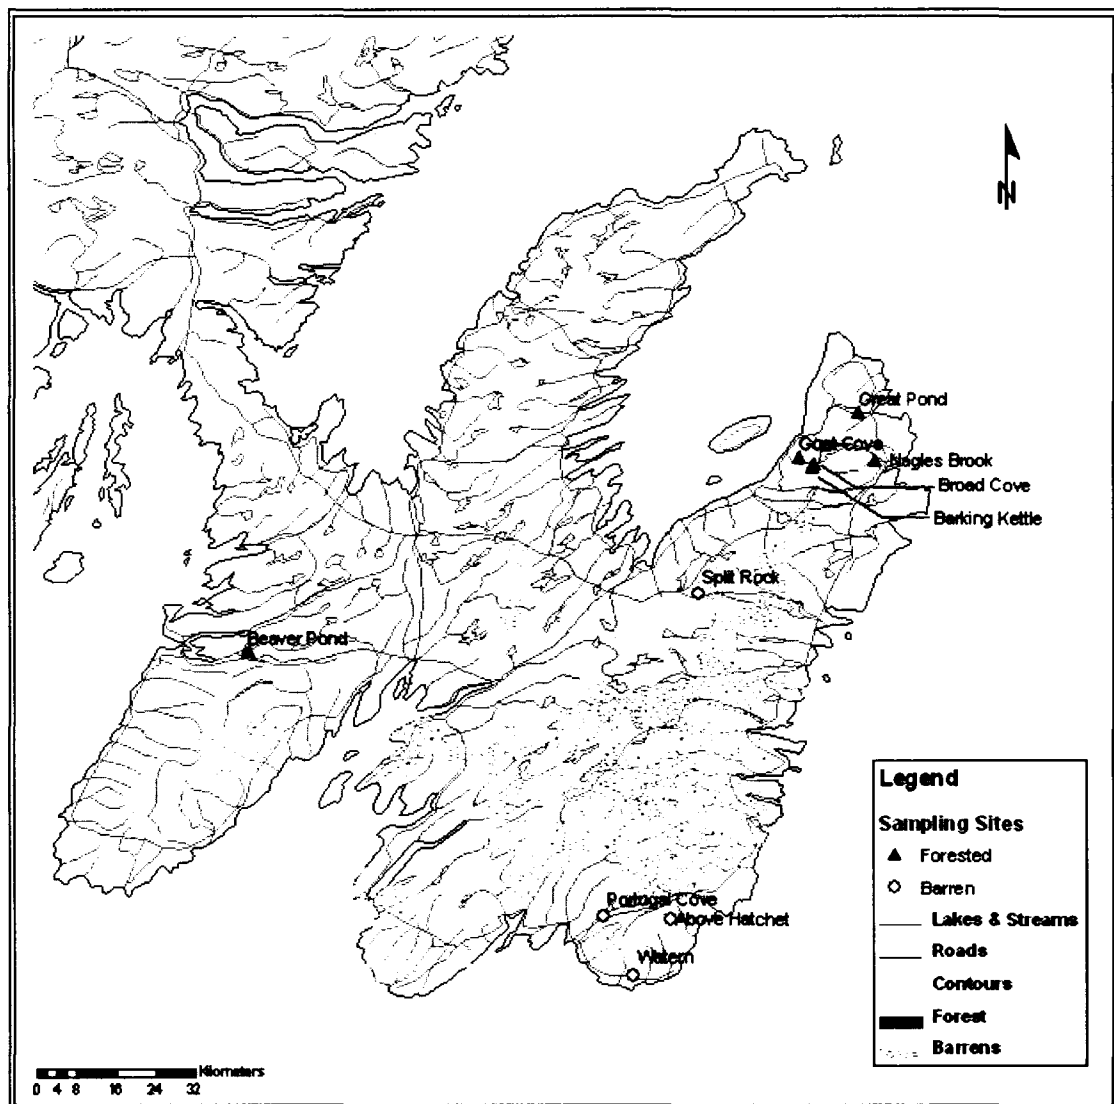 N
Great Pond
Goat Cove
Nagles Brook
Broad Cove
Barking Kettle
Split Rock
Beaver Pond
Portugal Cove
Above Hatchet
Watern
Legend
Sampling Sites
Forested
Barren
Lakes & Streams
Roads
Contours
Forest
Barrens
Kilometers
0 4 8 16 24 32